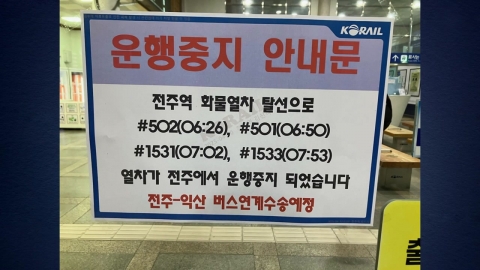 KORAIL
운행중지 안내문
전주역 화물열차 탈선으로
#502(06:26), #501(06:50)
#1531(07:02), #1533(07:53)
열차가 전주에서 운행중지 되었습니다
전주-익산 버스연계수송예정